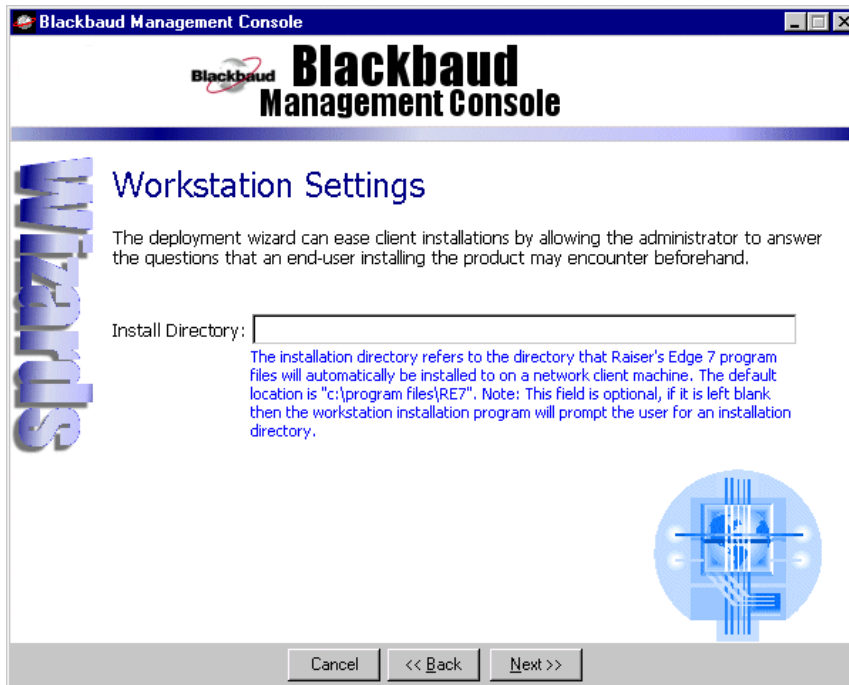 Blackbaud Management Console
Blackbaud Blackbaud
Management Console
Wizards
Workstation Settings
The deployment wizard can ease client installations by allowing the administrator to answer
the questions that an end-user installing the product may encounter beforehand.
Install Directory:
The installation directory refers to the directory that Raiser's Edge 7 program
files will automatically be installed to on a network client machine. The default
location is "c:\program files\RE7". Note: This field is optional, if it is left blank
then the workstation installation program will prompt the user for an installation
directory.
Cancel << Back Next >>